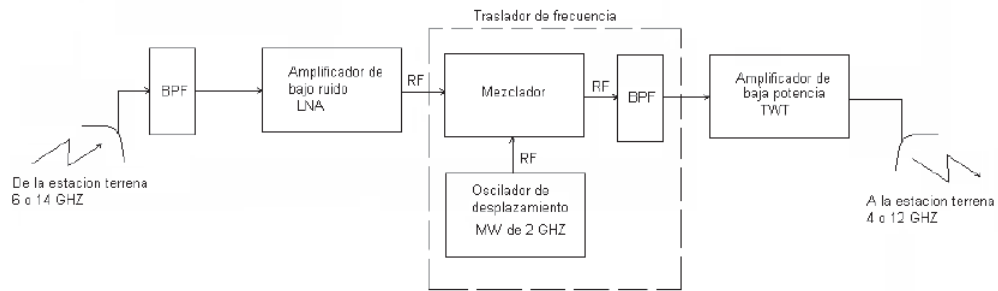 Traslador de frecuencia
BPF
Amplificador de
bajo ruido
LNA
RF
Mezclador
RF
BPF
Amplificador de
baja potencia
TWT
RF
De la estacion terrena
6 o 14 GHZ
Oscilador de
desplazamiento
MW de 2 GHZ
A la estacion terrena
4 o 12 GHZ